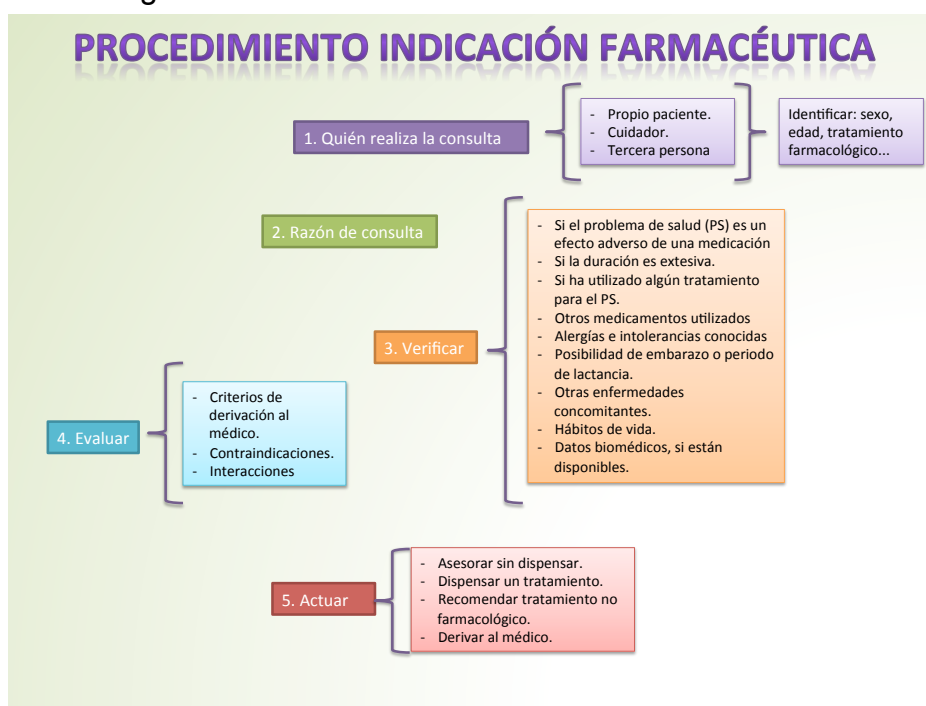 PROCEDIMIENTO INDICACIÓN FARMACÉUTICA
1. Quién realiza la consulta
- Propio paciente.
- Cuidador.
- Tercera persona
Identificar: sexo,
edad, tratamiento
farmacológico...
2. Razón de consulta
3. Verificar
- Si el problema de salud (PS) es un
efecto adverso de una medicación
- Si la duración es extesiva.
- Si ha utilizado algún tratamiento
para el PS.
- Otros medicamentos utilizados
- Alergías e intolerancias conocidas
- Posibilidad de embarazo o periodo
de lactancia.
- Otras enfermedades
concomitantes.
- Hábitos de vida.
- Datos biomédicos, si están
disponibles.
4. Evaluar
- Criterios de
derivación al
médico.
- Contraindicaciones.
- Interacciones
5. Actuar
- Asesorar sin dispensar.
- Dispensar un tratamiento.
- Recomendar tratamiento no
farmacológico.
- Derivar al médico.